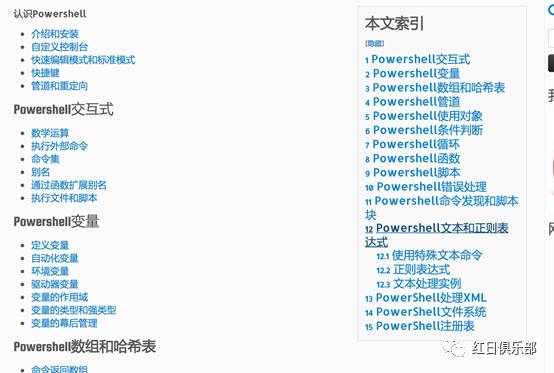 认识Powershell
介绍和安装
自定义控制台
快速编辑模式和标准模式
快捷键
管道和重定向
Powershell交互式
数学运算
执行外部命令
命令集
别名
通过函数扩展别名
执行文件和脚本
Powershell变量
定义变量
自动化变量
环境变量
驱动器变量
变量的作用域
变量的类型和强类型
变量的幕后管理
Powershell数组和哈希表
命令返回数组
本文索引
[隐藏]
1 Powershell交互式
2 Powershell变量
3 Powershell数组和哈希表
4 Powershell管道
5 Powershell使用对象
6 Powershell条件判断
7 Powershell循环
8 Powershell函数
9 Powershell脚本
10 Powershell错误处理
11 Powershell命令发现和脚本
块
12 Powershell文本和正则表
达式
12.1 使用特殊文本命令
12.2 正则表达式
12.3 文本处理实例
13 PowerShell处理XML
14 PowerShell文件系统
15 PowerShell注册表
红日俱乐部